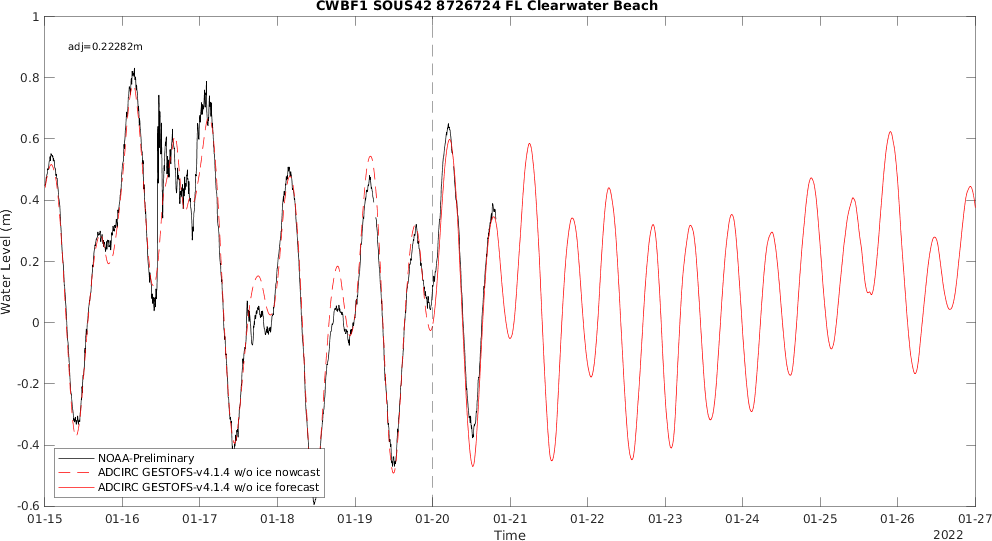 CWBF1 SOUS42 8726724 FL Clearwater Beach
adj=0.22282m
Water Level (m)
1
0.8
0.6
0.4
0.2
0
-0.2
-0.4
-0.6
NOAA-Preliminary
ADCIRC GESTOFS-v4.1.4 w/o ice nowcast
ADCIRC GESTOFS-v4.1.4 w/o ice forecast
01-15 01-16 01-17 01-18 01-19 01-20 01-21 01-22 01-23 01-24 01-25 01-26 01-27
Time
2022